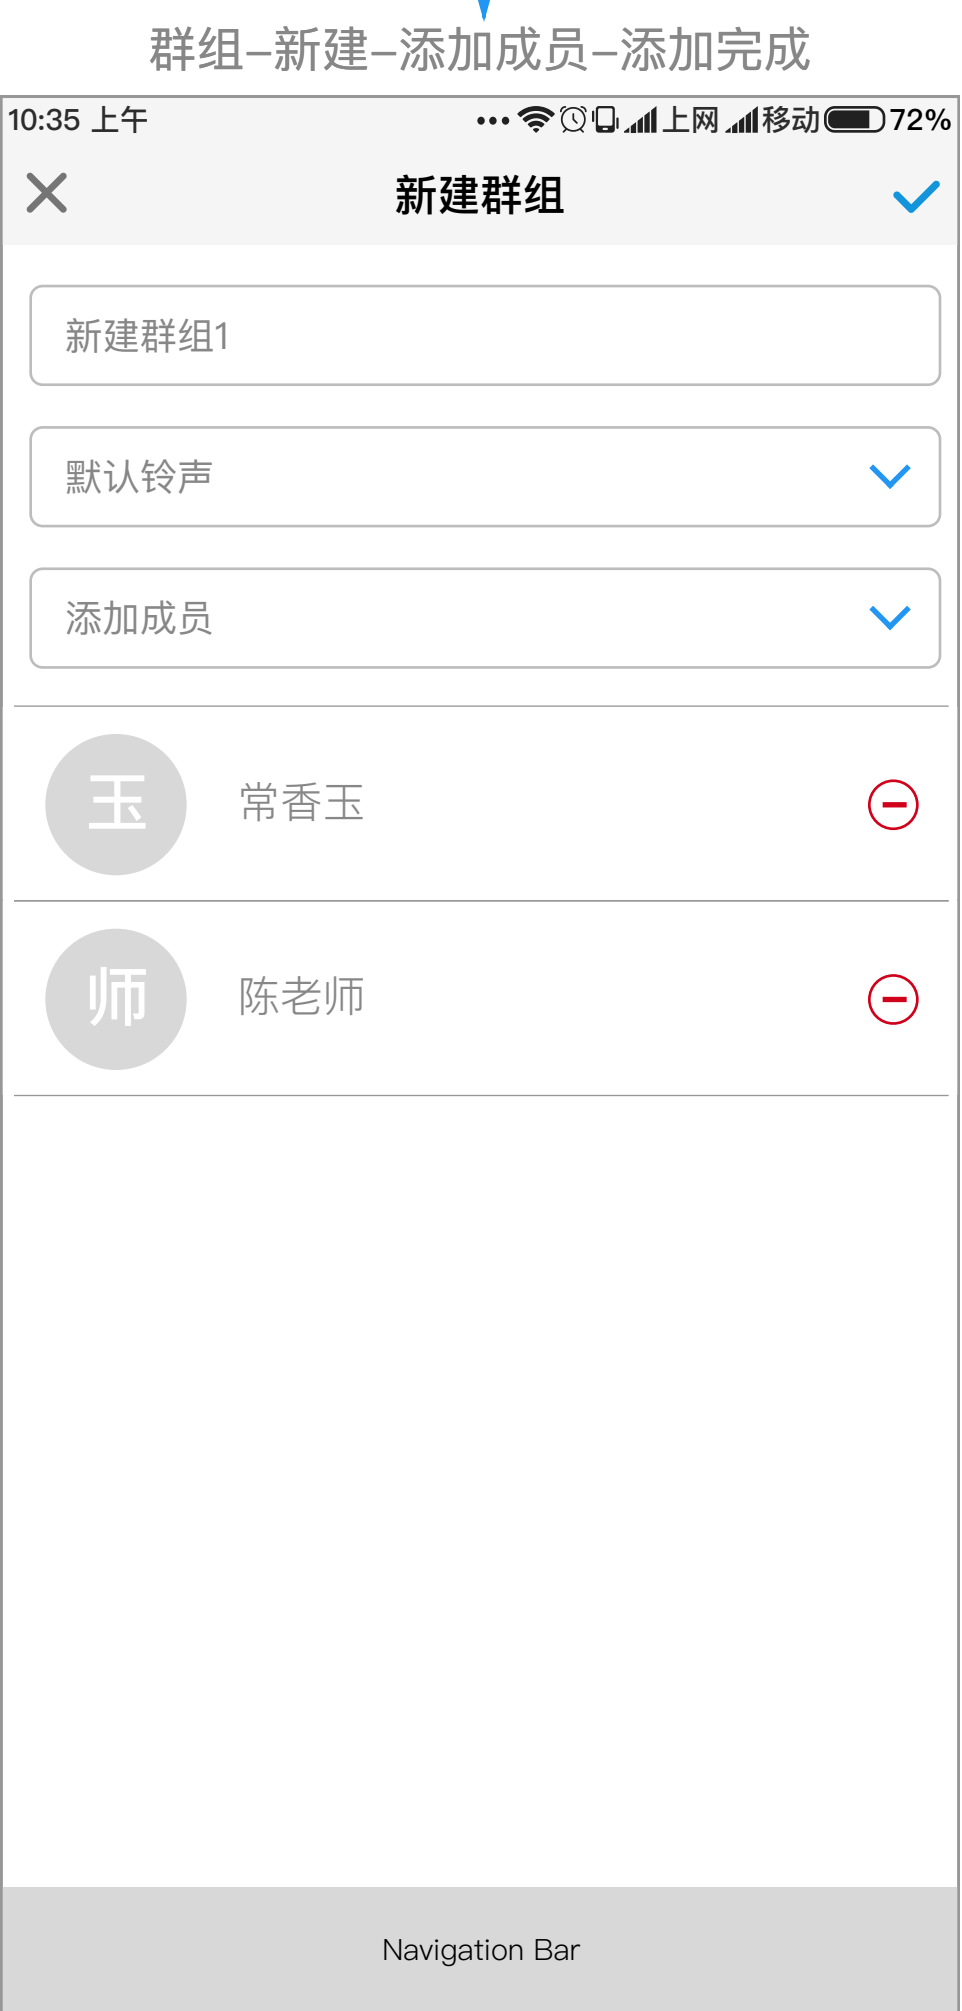 群组–新建–添加成员–添加完成
10:35 上午 上网 移动 72%
新建群组
新建群组1
默认铃声
添加成员
玉 常香玉
师 陈老师
Navigation Bar